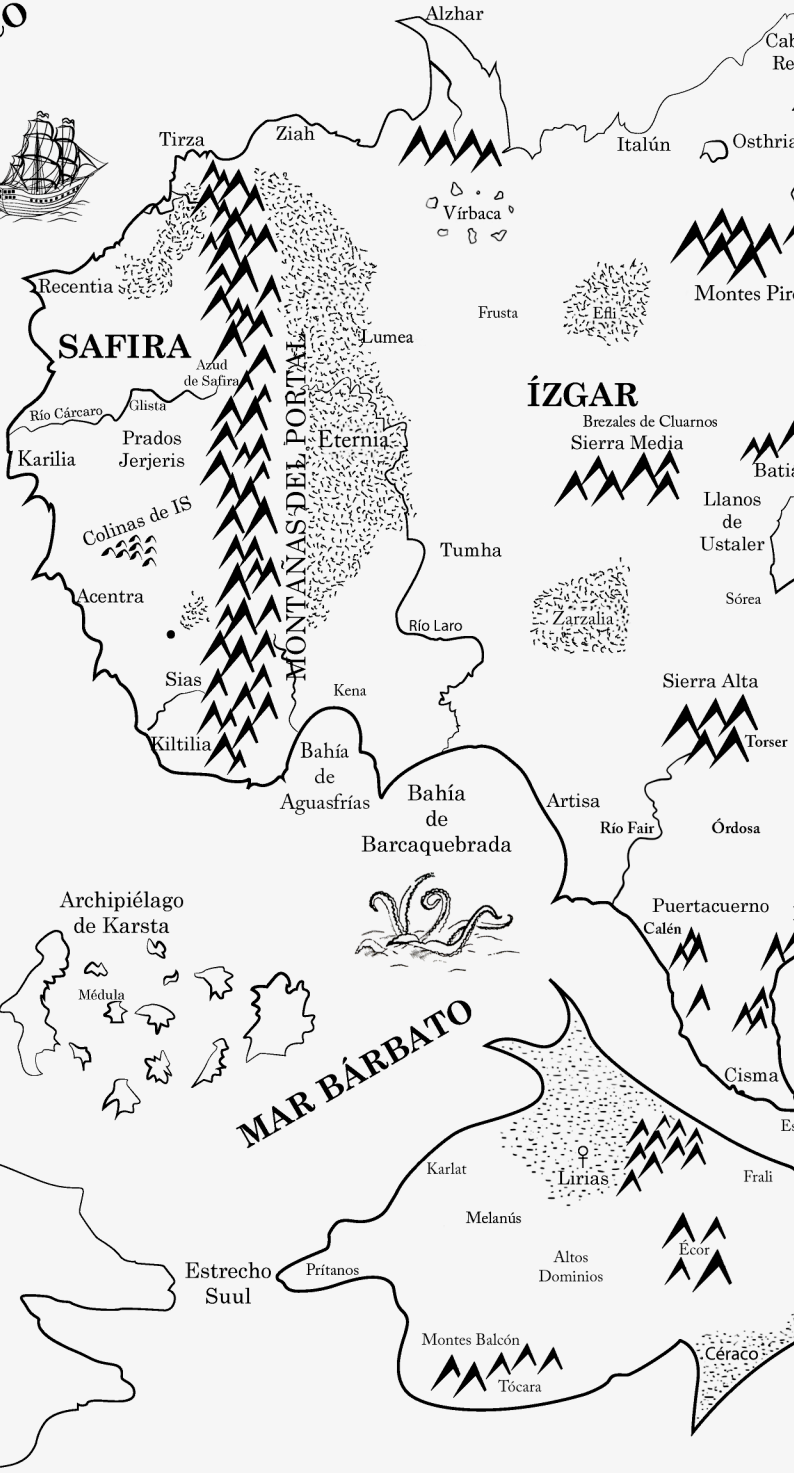 O
Alzhar
Tirza
Ziah
Italún
Osthria
Vírbaca
Recentia
Frusta
Efli
Montes Piro
SAFIRA
Lumea
Azud
de Safira
ÍZGAR
Río Cárcaro
Glista
Brezales de Cluarnos
Sierra Media
Karilia
Prados
Jerjeris
Eternia
MONTAÑAS DEL PORTAL
Batia
Llanos
de
Ustaler
Colinas de IS
Tumha
Acentra
Sórea
Zarzalia
Río Laro
Sias
Kena
Sierra Alta
Kiltilia
Torser
Bahía
de
Aguasfrías
Bahía
de
Barcaquebrada
Artisa
Río Fair
Órdosa
Archipiélago
de Karsta
Puertacuerno
Calén
Médula
MAR BÁRBATO
Cisma
Es
Karlat
Lirias
Frali
Melanús
Écor
Estrecho
Suul
Prítanos
Altos
Dominios
Montes Balcón
Tócara
Céraco